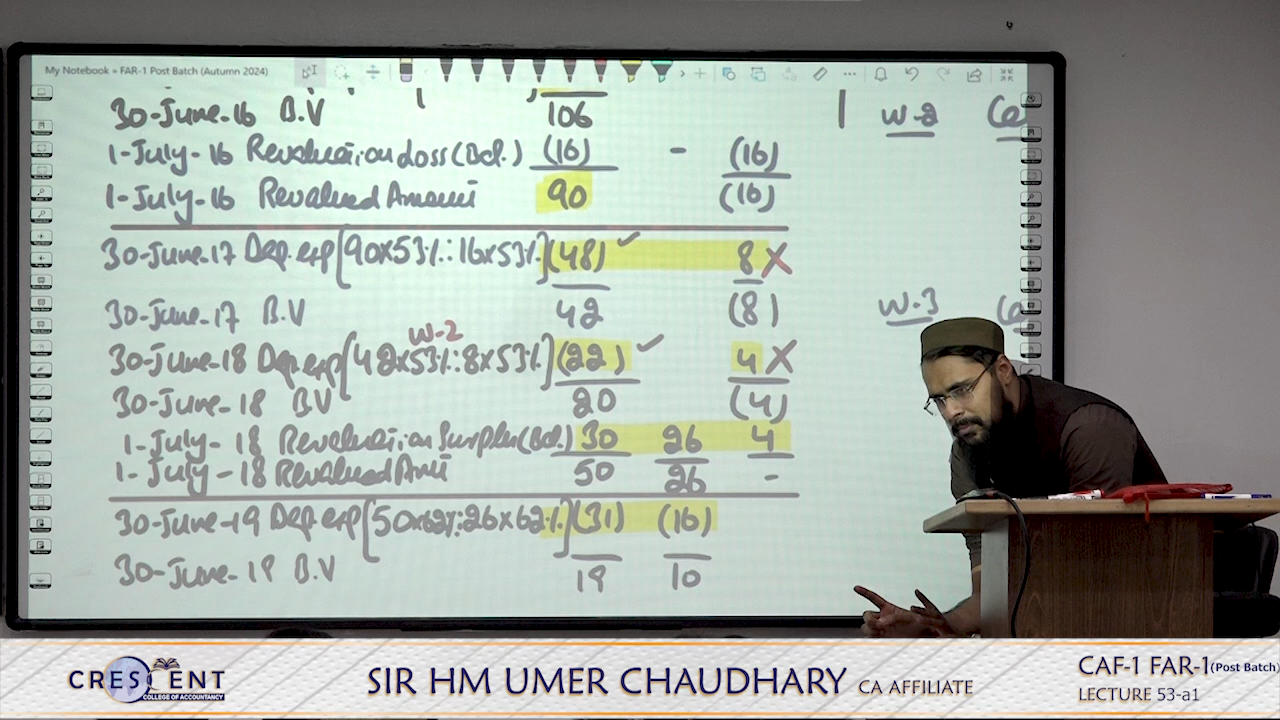 My Notebook » FAR-1 Post Batch (Autumn 2024)
30-June-16 B.V 106
1-July-16 Revaluation Loss (Bal.) (16) - (16)
1-July-16 Revalued Amount 90 (16)
30-June-17 Dep.exp [90x53% : 16x53%] (48) ✓ 8 X
30-June-17 B.V 42 (8)
W-2
30-June-18 Dep.exp [42x53% : 8x53%] (22) ✓ 4 X
30-June-18 BV 20 (4)
1-July-18 Revaluation Surplus (Bal.) 30 26 4
1-July-18 Revalued Amt 50 26 -
30-June-19 Dep.exp [50x62% : 26x62%] (31) (16)
30-June-19 B.V 19 10
W-2
W-3
CRESCENT
COLLEGE OF ACCOUNTANCY
SIR HM UMER CHAUDHARY CA AFFILIATE
CAF-1 FAR-1 (Post Batch)
LECTURE 53-a1